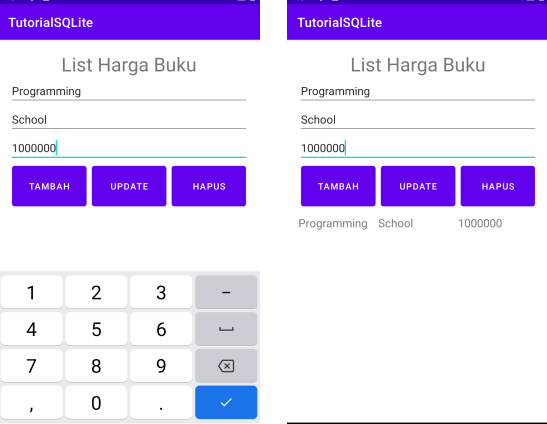 TutorialSQLite
List Harga Buku
Programming
School
1000000
TAMBAH UPDATE HAPUS
1 2 3 -
4 5 6
7 8 9
, 0 .
TutorialSQLite
List Harga Buku
Programming
School
1000000
TAMBAH UPDATE HAPUS
Programming School 1000000